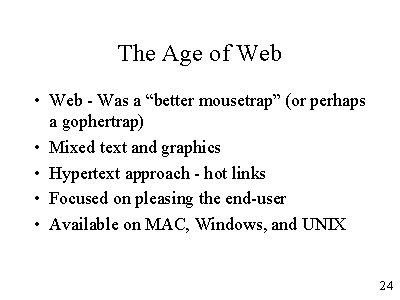 The Age of Web
• Web - Was a “better mousetrap” (or perhaps
a gophertrap)
• Mixed text and graphics
• Hypertext approach - hot links
• Focused on pleasing the end-user
• Available on MAC, Windows, and UNIX
24